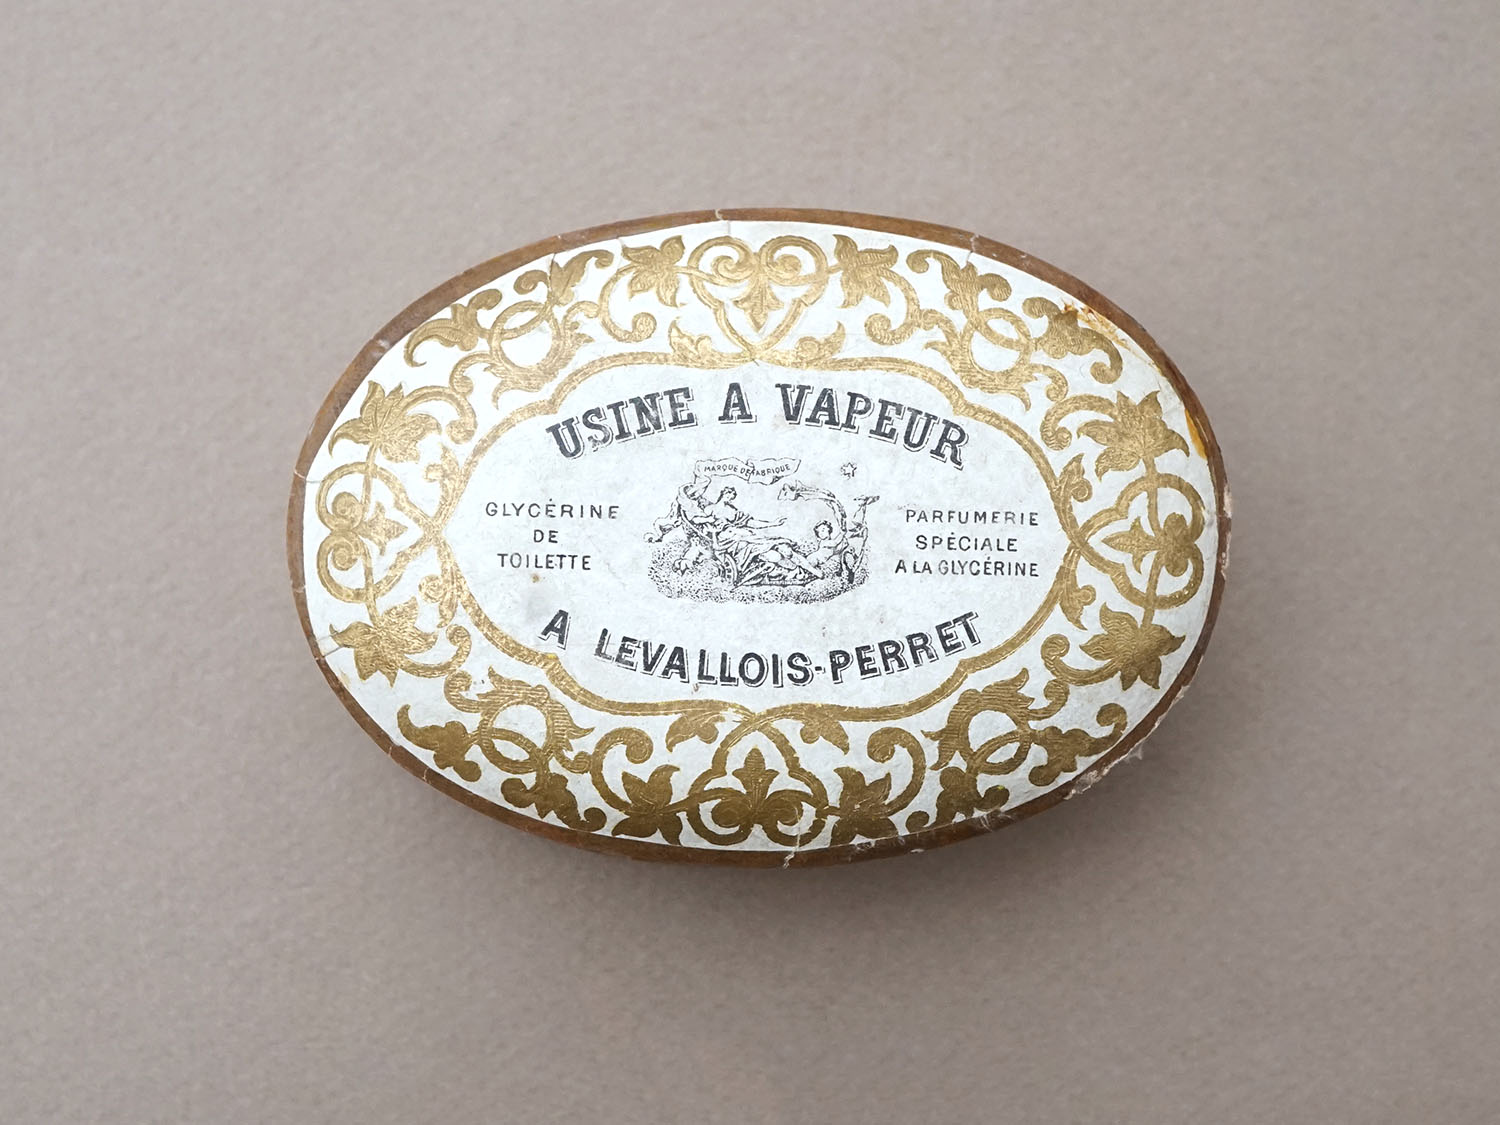 USINE A VAPEUR
MARQUE DE FABRIQUE
GLYCÉRINE
DE
TOILETTE
PARFUMERIE
SPÉCIALE
A LA GLYCÉRINE
A LEVALLOIS-PERRET